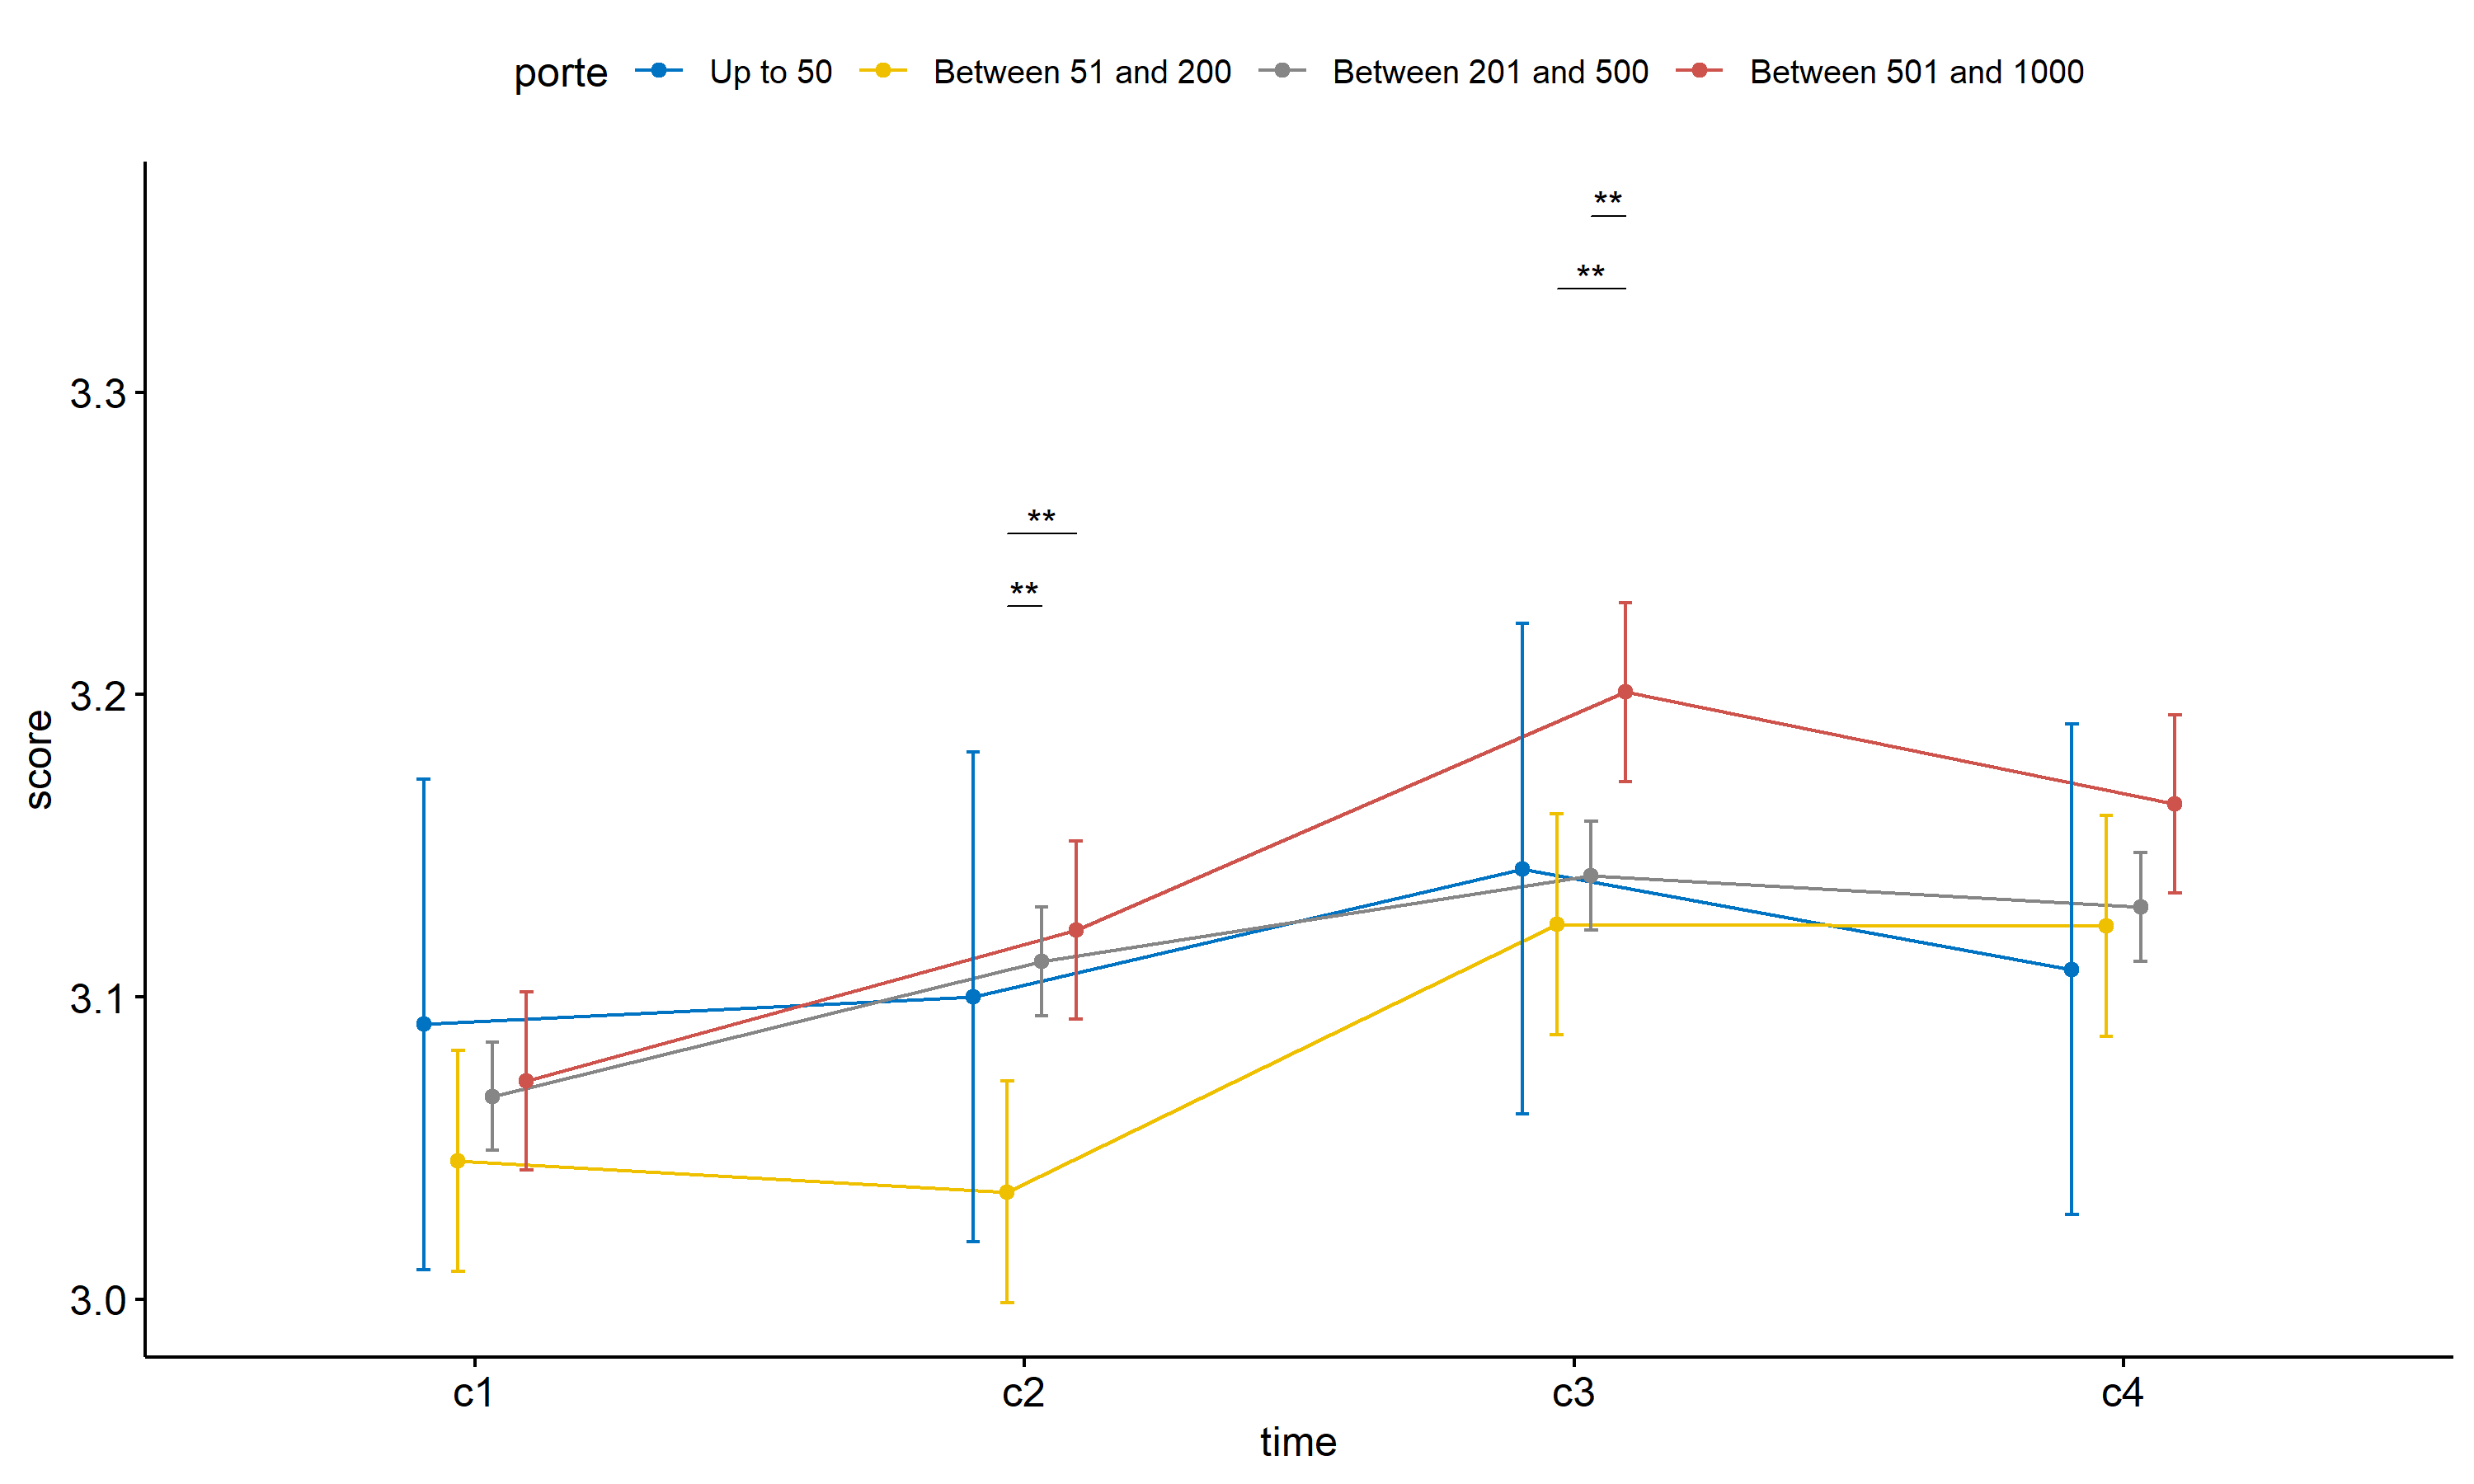 porte Up to 50 Between 51 and 200 Between 201 and 500 Between 501 and 1000
**
**
3.3
**
**
3.2
score
3.1
3.0
c1 c2 c3 c4
time